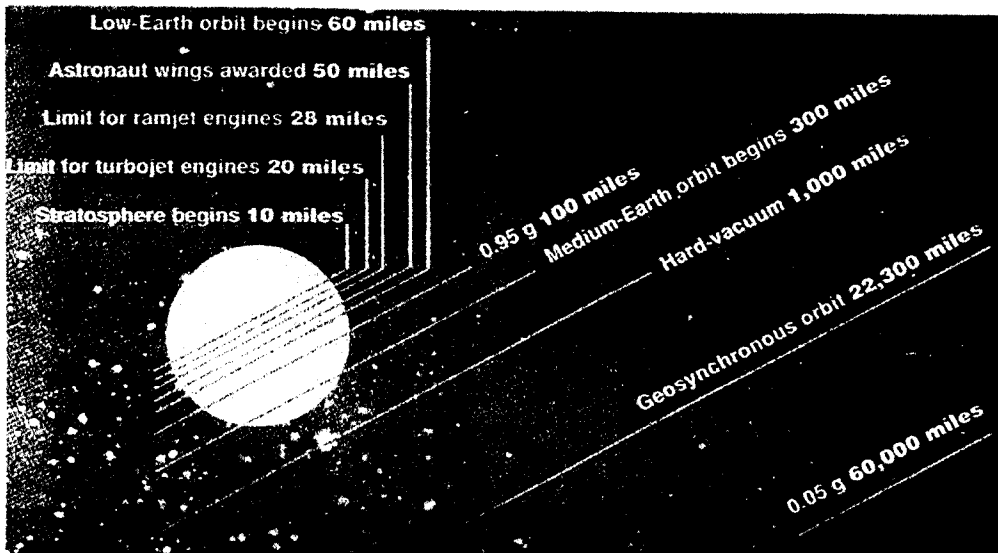 Low-Earth orbit begins 60 miles
Astronaut wings awarded 50 miles
Limit for ramjet engines 28 miles
Limit for turbojet engines 20 miles
Stratosphere begins 10 miles
0.95 g 100 miles
Medium-Earth orbit begins 300 miles
Hard-vacuum 1,000 miles
Geosynchronous orbit 22,300 miles
0.05 g 60,000 miles